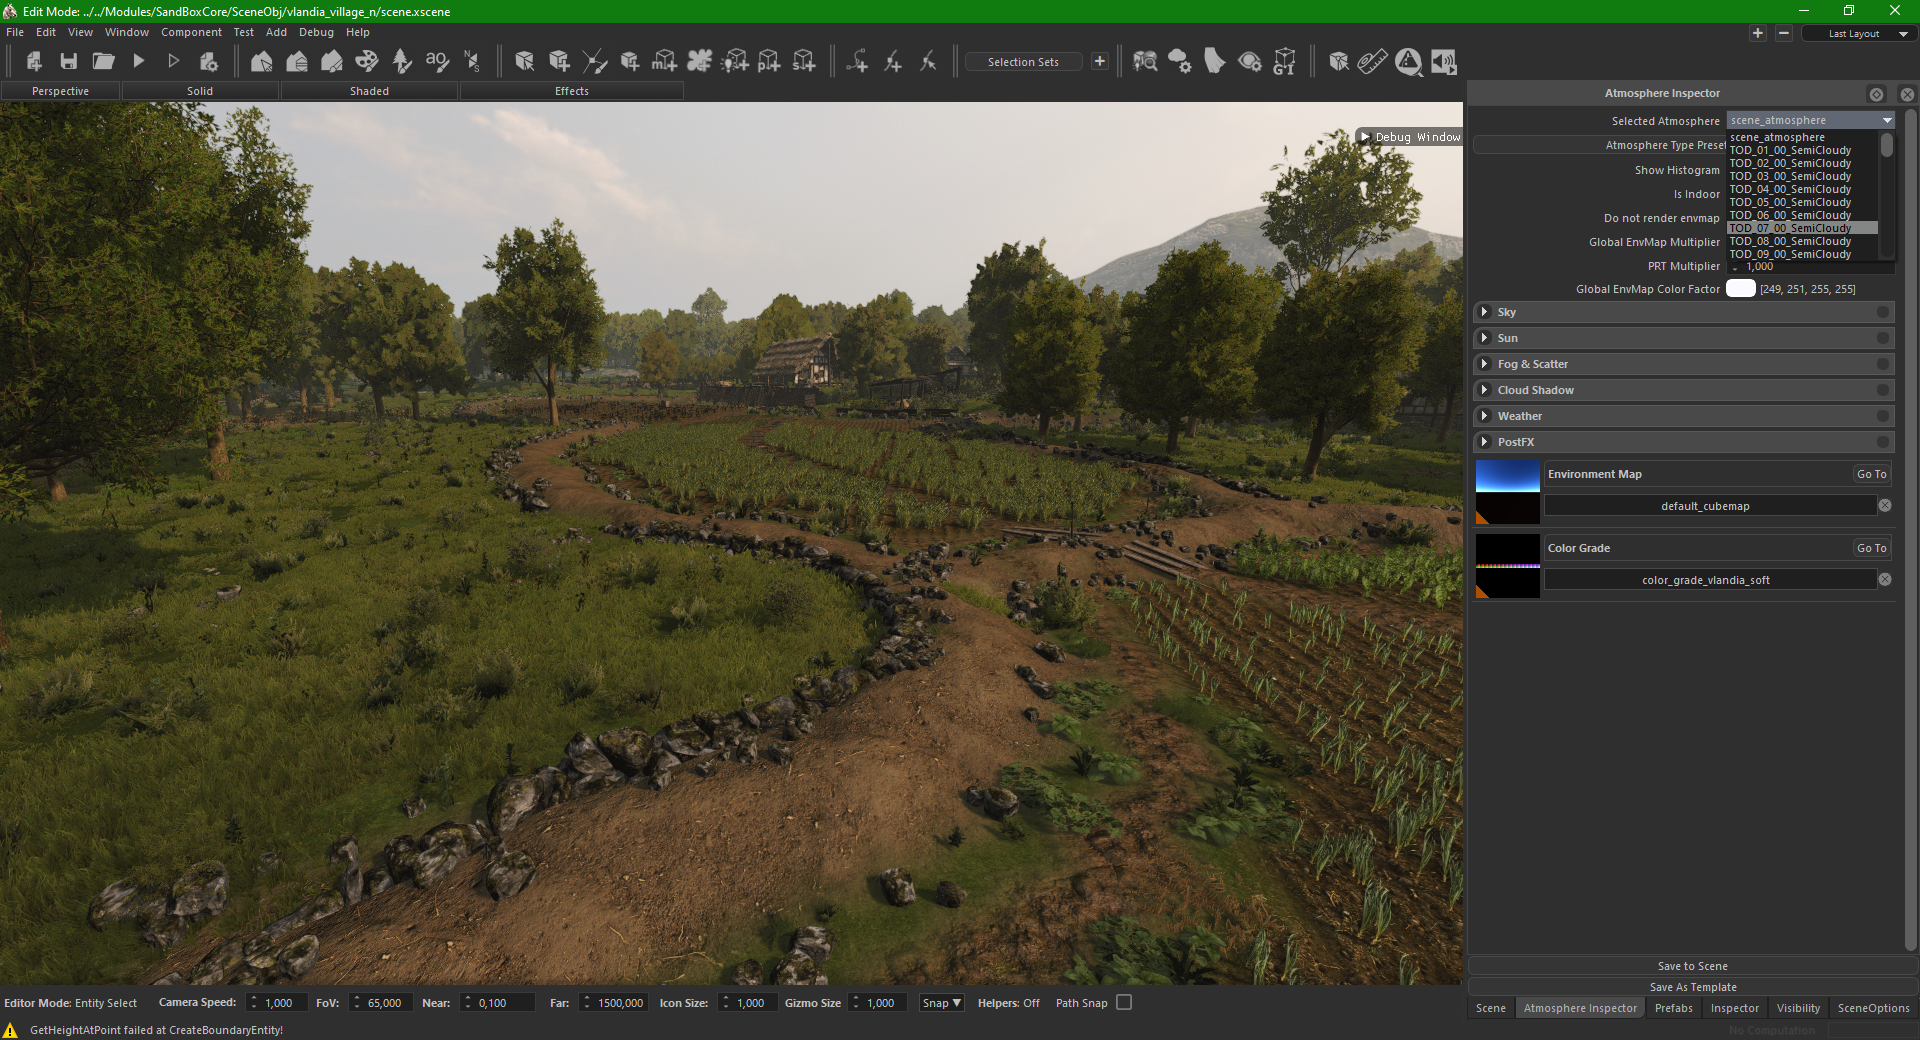 Edit Mode: ../../Modules/SandBoxCore/SceneObj/vlandia_village_n/scene.xscene
File Edit View Window Component Test Add Debug Help
Last Layout
ao
Selection Sets
GI
Perspective Solid Shaded Effects
Atmosphere Inspector
Debug Window
Selected Atmosphere scene_atmosphere
scene_atmosphere
Atmosphere Type Preset
TOD_01_00_SemiCloudy
TOD_02_00_SemiCloudy
Show Histogram
TOD_03_00_SemiCloudy
TOD_04_00_SemiCloudy
Is Indoor
TOD_05_00_SemiCloudy
TOD_06_00_SemiCloudy
Do not render envmap
TOD_07_00_SemiCloudy
Global EnvMap Multiplier
TOD_08_00_SemiCloudy
TOD_09_00_SemiCloudy
PRT Multiplier 1,000
Global EnvMap Color Factor [249, 251, 255, 255]
Sky
Sun
Fog & Scatter
Cloud Shadow
Weather
PostFX
Environment Map Go To
default_cubemap
Color Grade Go To
color_grade_vlandia_soft
Save to Scene
Save As Template
Scene Atmosphere Inspector Prefabs Inspector Visibility SceneOptions
Editor Mode: Entity Select Camera Speed: 1,000 FoV: 65,000 Near: 0,100 Far: 1500,000 Icon Size: 1,000 Gizmo Size 1,000 Snap Helpers: Off Path Snap
GetHeightAtPoint failed at CreateBoundaryEntity!
No Computation